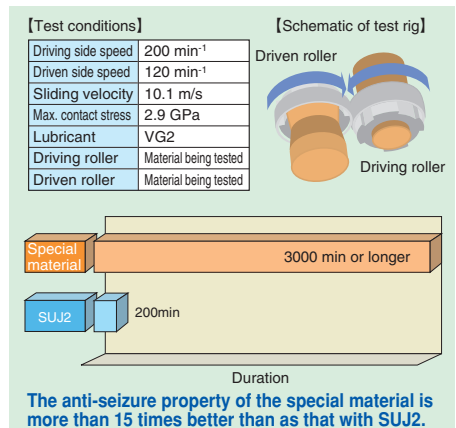 【Test conditions】
【Schematic of test rig】
Driving side speed 200 min-1
Driven side speed 120 min-1
Sliding velocity 10.1 m/s
Max. contact stress 2.9 GPa
Lubricant VG2
Driving roller Material being tested
Driven roller Material being tested
Driven roller
Driving roller
Special
material
3000 min or longer
SUJ2
200min
Duration
The anti-seizure property of the special material is
more than 15 times better than as that with SUJ2.